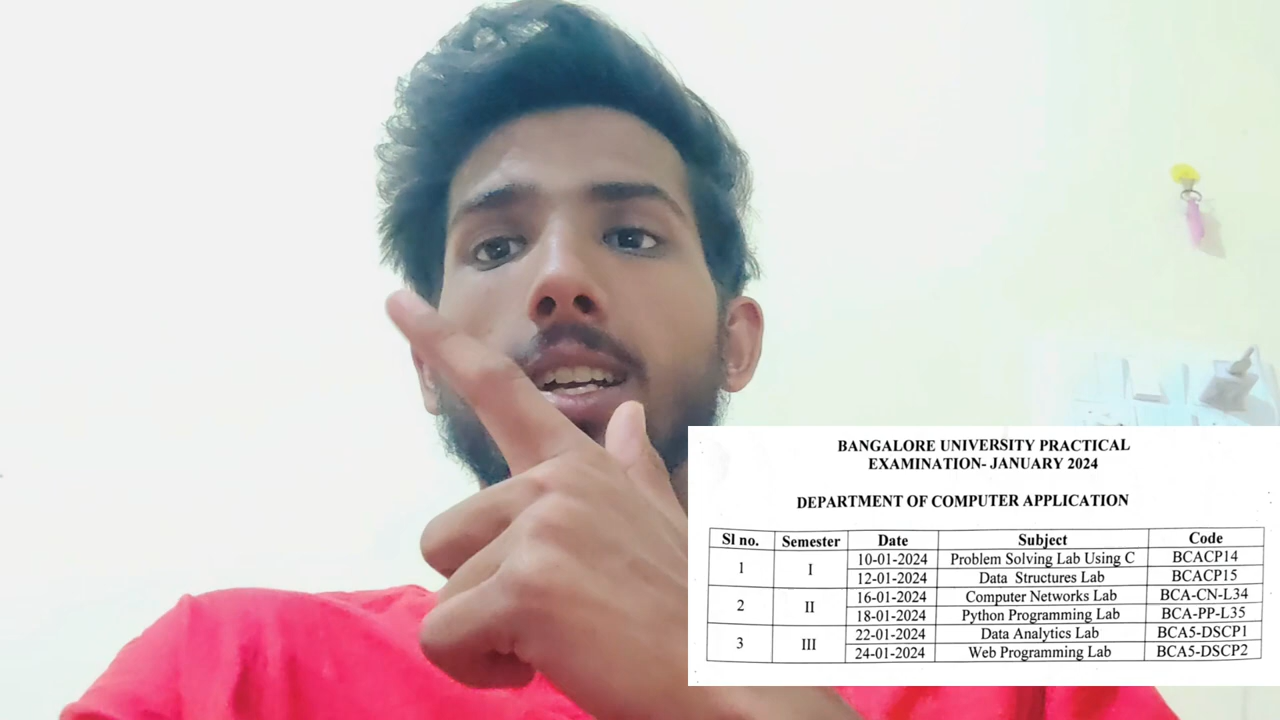 BANGALORE UNIVERSITY PRACTICAL
EXAMINATION- JANUARY 2024
DEPARTMENT OF COMPUTER APPLICATION
Sl no. Semester Date Subject Code
1 I 10-01-2024 Problem Solving Lab Using C BCACP14
12-01-2024 Data Structures Lab BCACP15
2 II 16-01-2024 Computer Networks Lab BCA-CN-L34
18-01-2024 Python Programming Lab BCA-PP-L35
3 III 22-01-2024 Data Analytics Lab BCA5-DSCP1
24-01-2024 Web Programming Lab BCA5-DSCP2